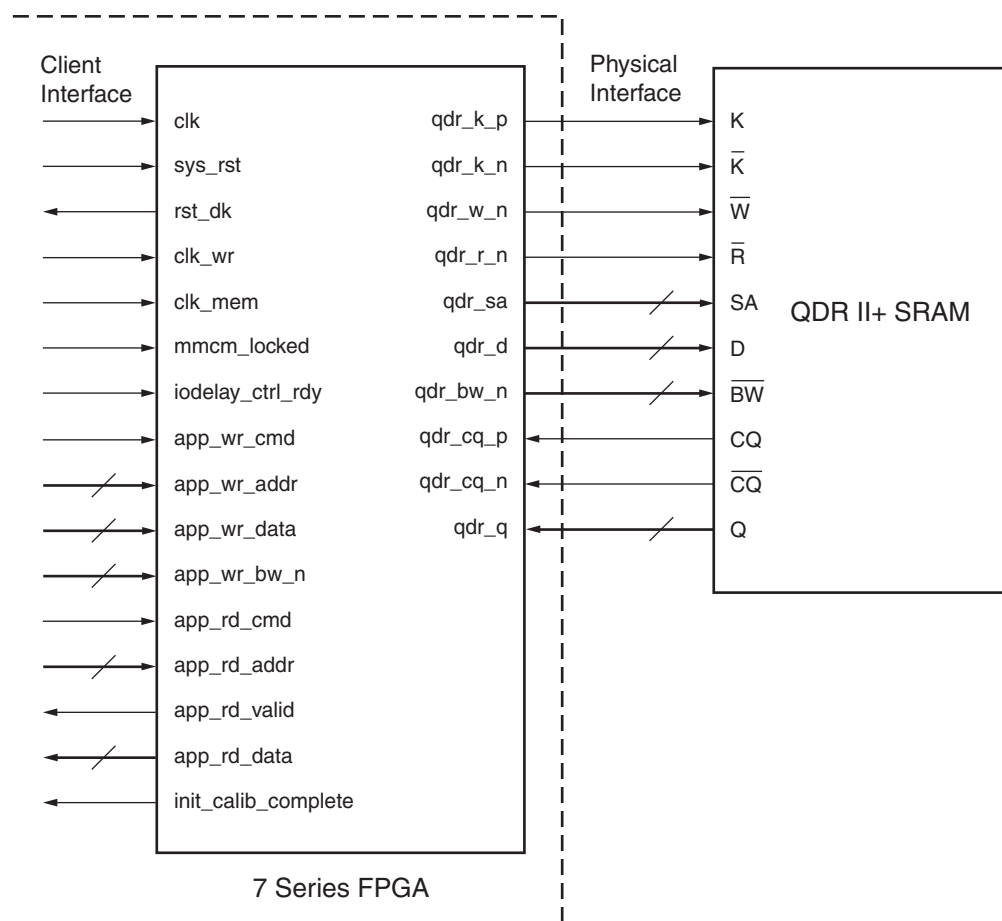 Client
Interface
clk
sys_rst
rst_dk
clk_wr
clk_mem
mmcm_locked
iodelay_ctrl_rdy
app_wr_cmd
app_wr_addr
app_wr_data
app_wr_bw_n
app_rd_cmd
app_rd_addr
app_rd_valid
app_rd_data
init_calib_complete
qdr_k_p
qdr_k_n
qdr_w_n
qdr_r_n
qdr_sa
qdr_d
qdr_bw_n
qdr_cq_p
qdr_cq_n
qdr_q
7 Series FPGA
Physical
Interface
K
K̅
W̅
R̅
SA
D
B̅W̅
CQ
C̅Q̅
Q
QDR II+ SRAM